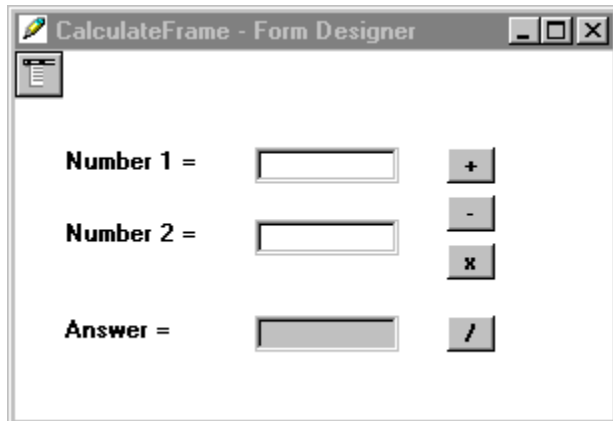 CalculateFrame - Form Designer
Number 1 =
+
-
Number 2 =
x
Answer =
/